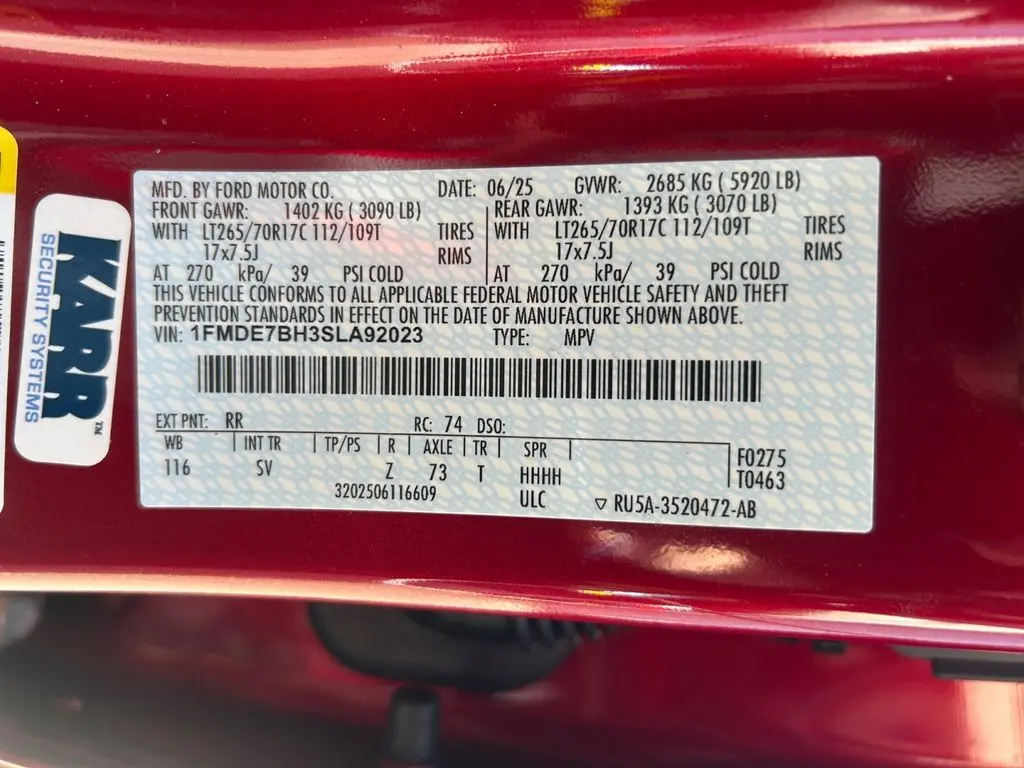 MFD. BY FORD MOTOR CO. DATE: 06/25 GVWR: 2685 KG ( 5920 LB)
FRONT GAWR: 1402 KG ( 3090 LB) REAR GAWR: 1393 KG ( 3070 LB)
WITH LT265/70R17C 112/109T TIRES WITH LT265/70R17C 112/109T TIRES
17x7.5J RIMS 17x7.5J RIMS
AT 270 kPa/ 39 PSI COLD AT 270 kPa/ 39 PSI COLD
THIS VEHICLE CONFORMS TO ALL APPLICABLE FEDERAL MOTOR VEHICLE SAFETY AND THEFT
PREVENTION STANDARDS IN EFFECT ON THE DATE OF MANUFACTURE SHOWN ABOVE.
VIN: 1FMDE7BH3SLA92023 TYPE: MPV
EXT PNT: RR RC: 74 DSO:
WB INT TR TP/PS R AXLE TR SPR
116 SV Z 73 T HHHH
F0275
T0463
3202506116609 ULC ▽ RU5A-3520472-AB
KARR™
SECURITY SYSTEMS